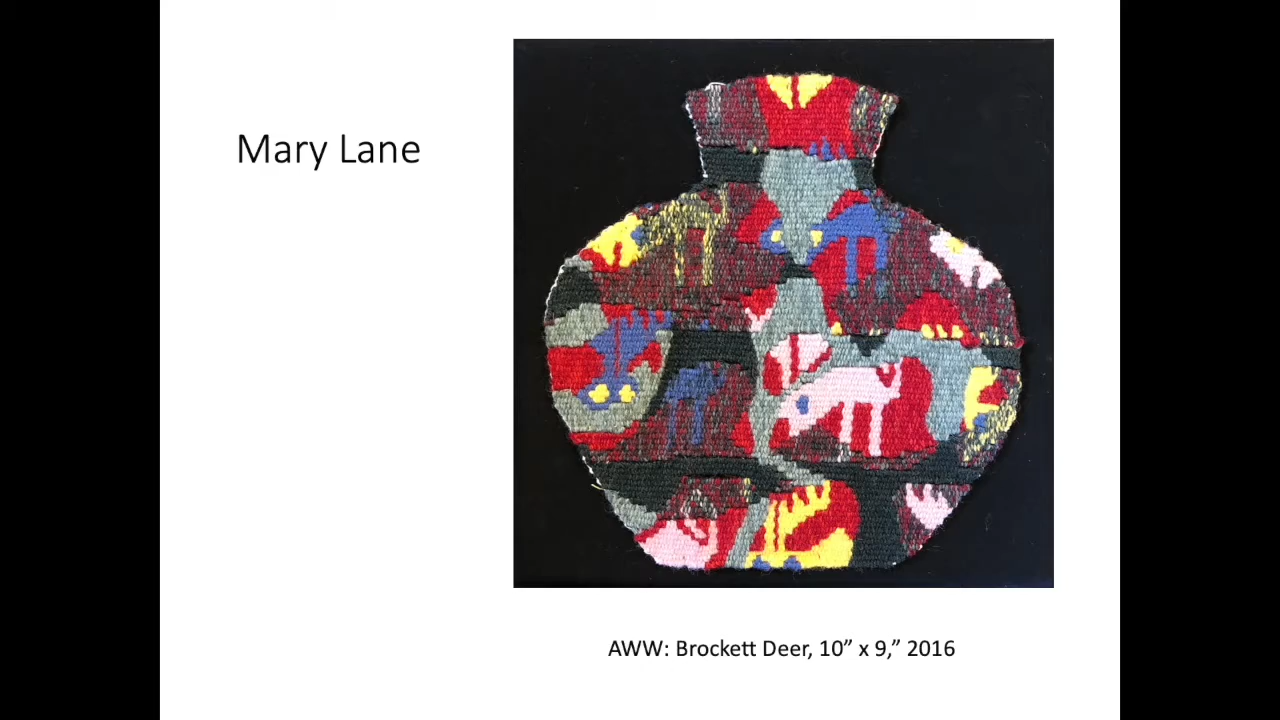 Mary Lane
AWW: Brockett Deer, 10” x 9,” 2016